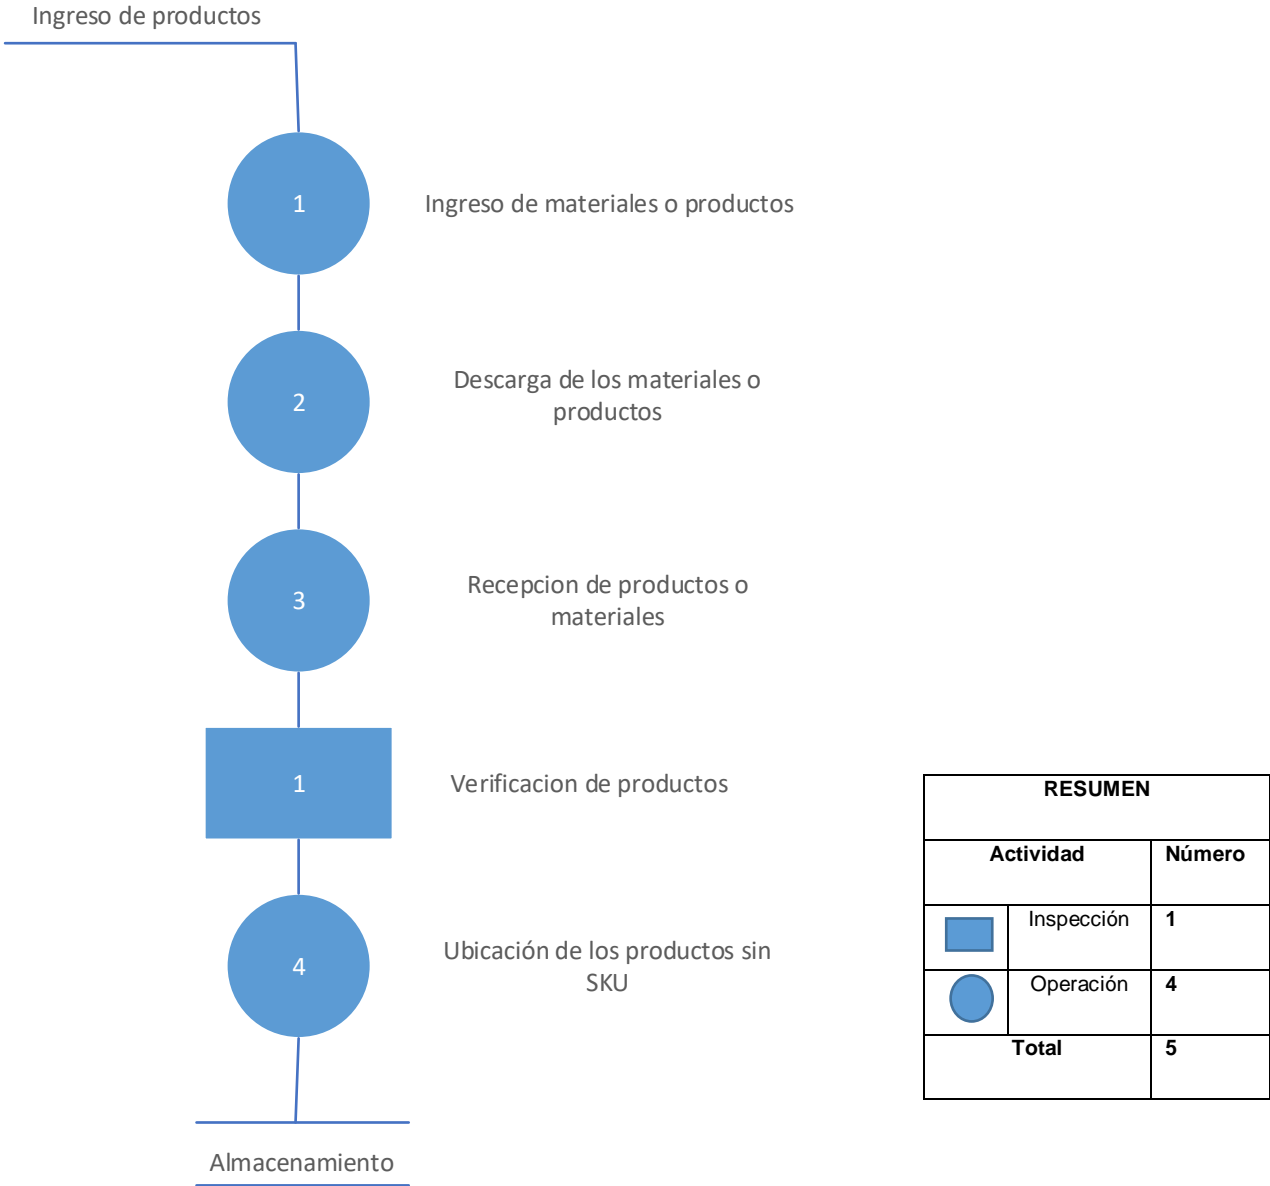 Ingreso de productos
1
Ingreso de materiales o productos
2
Descarga de los materiales o
productos
3
Recepcion de productos o
materiales
1
Verificacion de productos
4
Ubicación de los productos sin
SKU
Almacenamiento
RESUMEN
Actividad Número
Inspección 1
Operación 4
Total 5